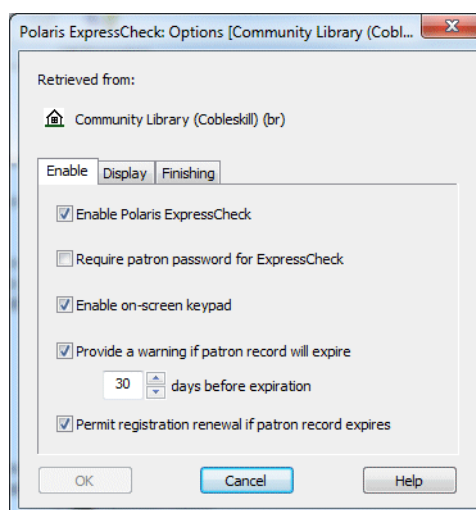 Polaris ExpressCheck: Options [Community Library (Cobl...
Retrieved from:
Community Library (Cobleskill) (br)
Enable Display Finishing
Enable Polaris ExpressCheck
Require patron password for ExpressCheck
Enable on-screen keypad
Provide a warning if patron record will expire
30 days before expiration
Permit registration renewal if patron record expires
OK Cancel Help